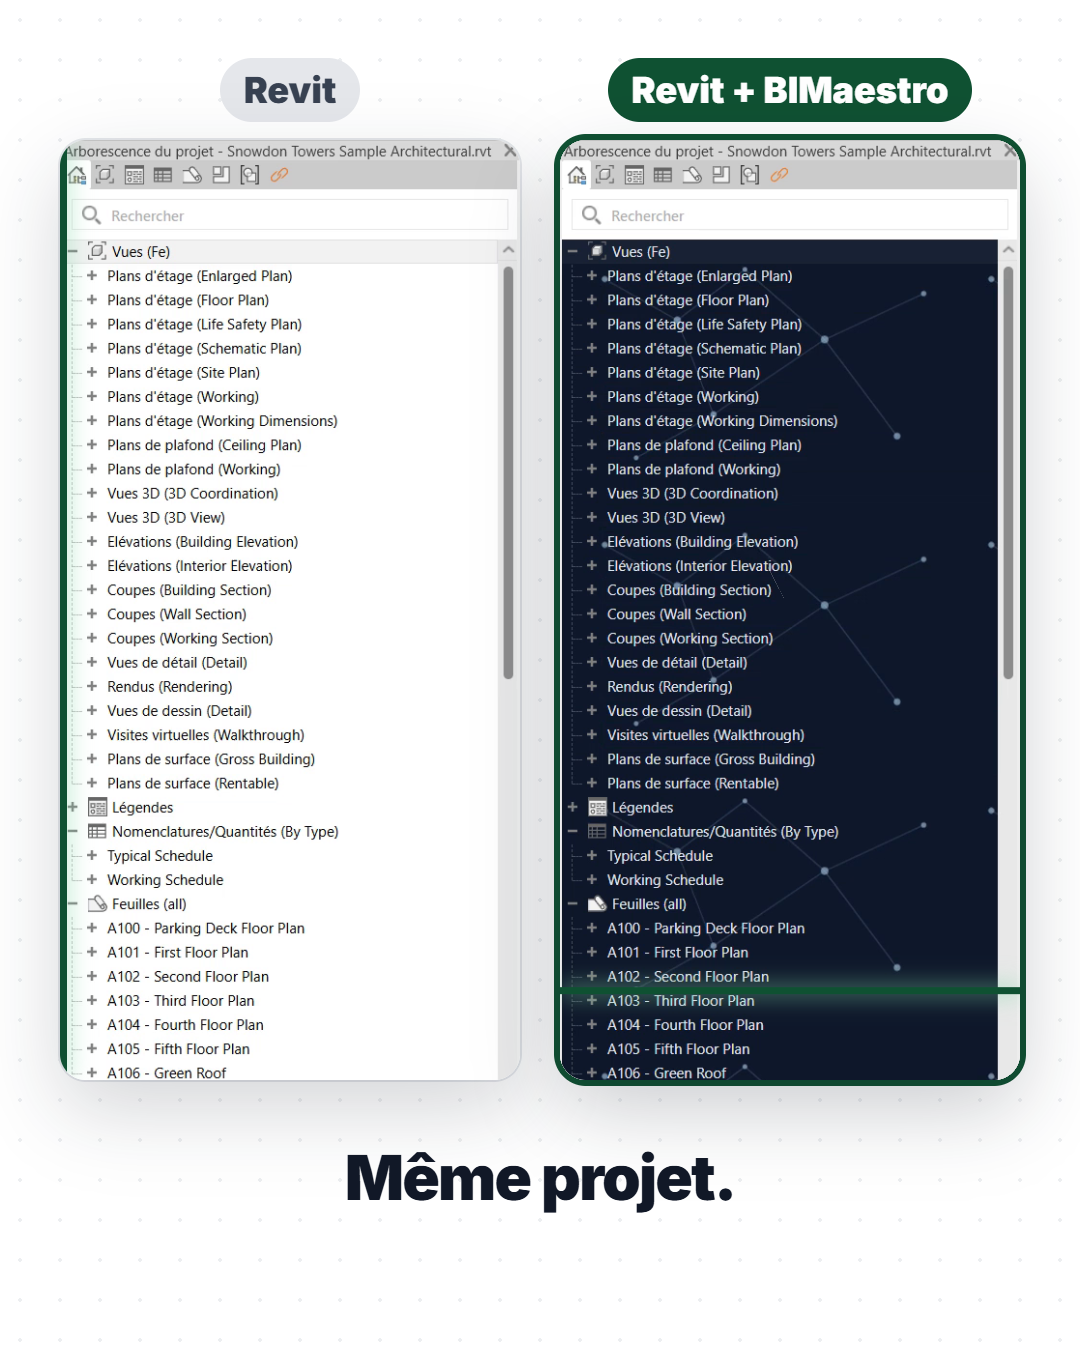 Revit
Arborescence du projet - Snowdon Towers Sample Architectural.rvt
Rechercher
Vues (Fe)
Plans d'étage (Enlarged Plan)
Plans d'étage (Floor Plan)
Plans d'étage (Life Safety Plan)
Plans d'étage (Schematic Plan)
Plans d'étage (Site Plan)
Plans d'étage (Working)
Plans d'étage (Working Dimensions)
Plans de plafond (Ceiling Plan)
Plans de plafond (Working)
Vues 3D (3D Coordination)
Vues 3D (3D View)
Elévations (Building Elevation)
Elévations (Interior Elevation)
Coupes (Building Section)
Coupes (Wall Section)
Coupes (Working Section)
Vues de détail (Detail)
Rendus (Rendering)
Vues de dessin (Detail)
Visites virtuelles (Walkthrough)
Plans de surface (Gross Building)
Plans de surface (Rentable)
Légendes
Nomenclatures/Quantités (By Type)
Typical Schedule
Working Schedule
Feuilles (all)
A100 - Parking Deck Floor Plan
A101 - First Floor Plan
A102 - Second Floor Plan
A103 - Third Floor Plan
A104 - Fourth Floor Plan
A105 - Fifth Floor Plan
A106 - Green Roof
Revit + BIMaestro
Arborescence du projet - Snowdon Towers Sample Architectural.rvt
Rechercher
Vues (Fe)
Plans d'étage (Enlarged Plan)
Plans d'étage (Floor Plan)
Plans d'étage (Life Safety Plan)
Plans d'étage (Schematic Plan)
Plans d'étage (Site Plan)
Plans d'étage (Working)
Plans d'étage (Working Dimensions)
Plans de plafond (Ceiling Plan)
Plans de plafond (Working)
Vues 3D (3D Coordination)
Vues 3D (3D View)
Elévations (Building Elevation)
Elévations (Interior Elevation)
Coupes (Building Section)
Coupes (Wall Section)
Coupes (Working Section)
Vues de détail (Detail)
Rendus (Rendering)
Vues de dessin (Detail)
Visites virtuelles (Walkthrough)
Plans de surface (Gross Building)
Plans de surface (Rentable)
Légendes
Nomenclatures/Quantités (By Type)
Typical Schedule
Working Schedule
Feuilles (all)
A100 - Parking Deck Floor Plan
A101 - First Floor Plan
A102 - Second Floor Plan
A103 - Third Floor Plan
A104 - Fourth Floor Plan
A105 - Fifth Floor Plan
A106 - Green Roof
Même projet.